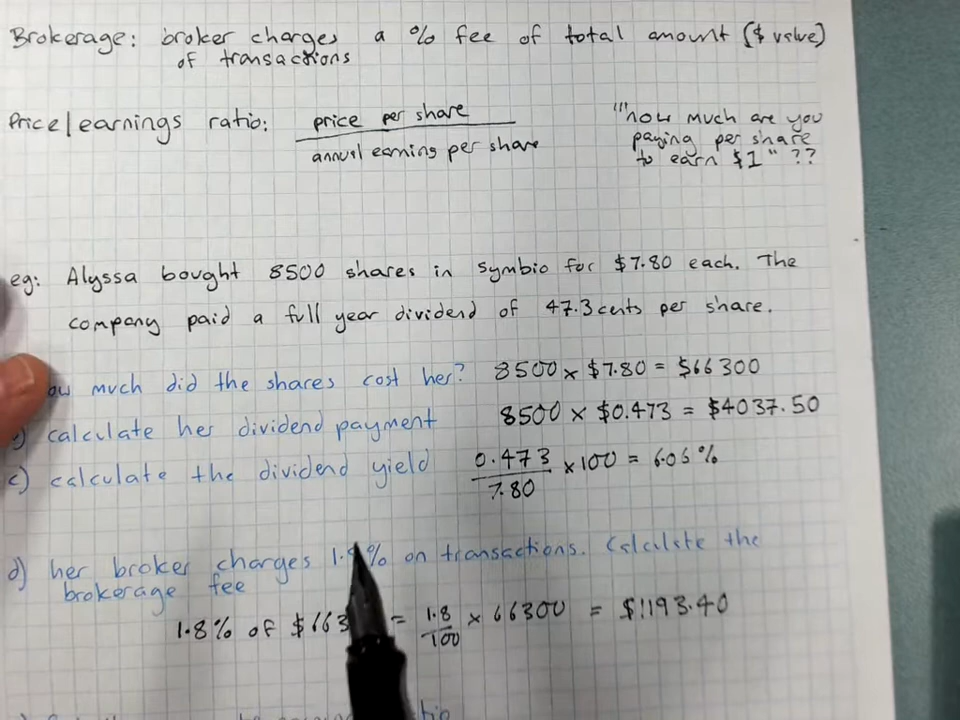 Brokerage: broker charges a % fee of total amount ($ value)
of transactions
Price/earnings ratio: price per share
annual earning per share
"how much are you
paying per share
to earn $1" ??
eg: Alyssa bought 8500 shares in symbio for $7.80 each. The
company paid a full year dividend of 47.3 cents per share.
how much did the shares cost her? 8500 × $7.80 = $66300
calculate her dividend payment 8500 × $0.473 = $4037.50
c) calculate the dividend yield 0.473/7.80 × 100 = 6.06%
d) her broker charges 1.8% on transactions. Calculate the
brokerage fee
1.8% of $663 = 1.8/100 × 66300 = $1193.40